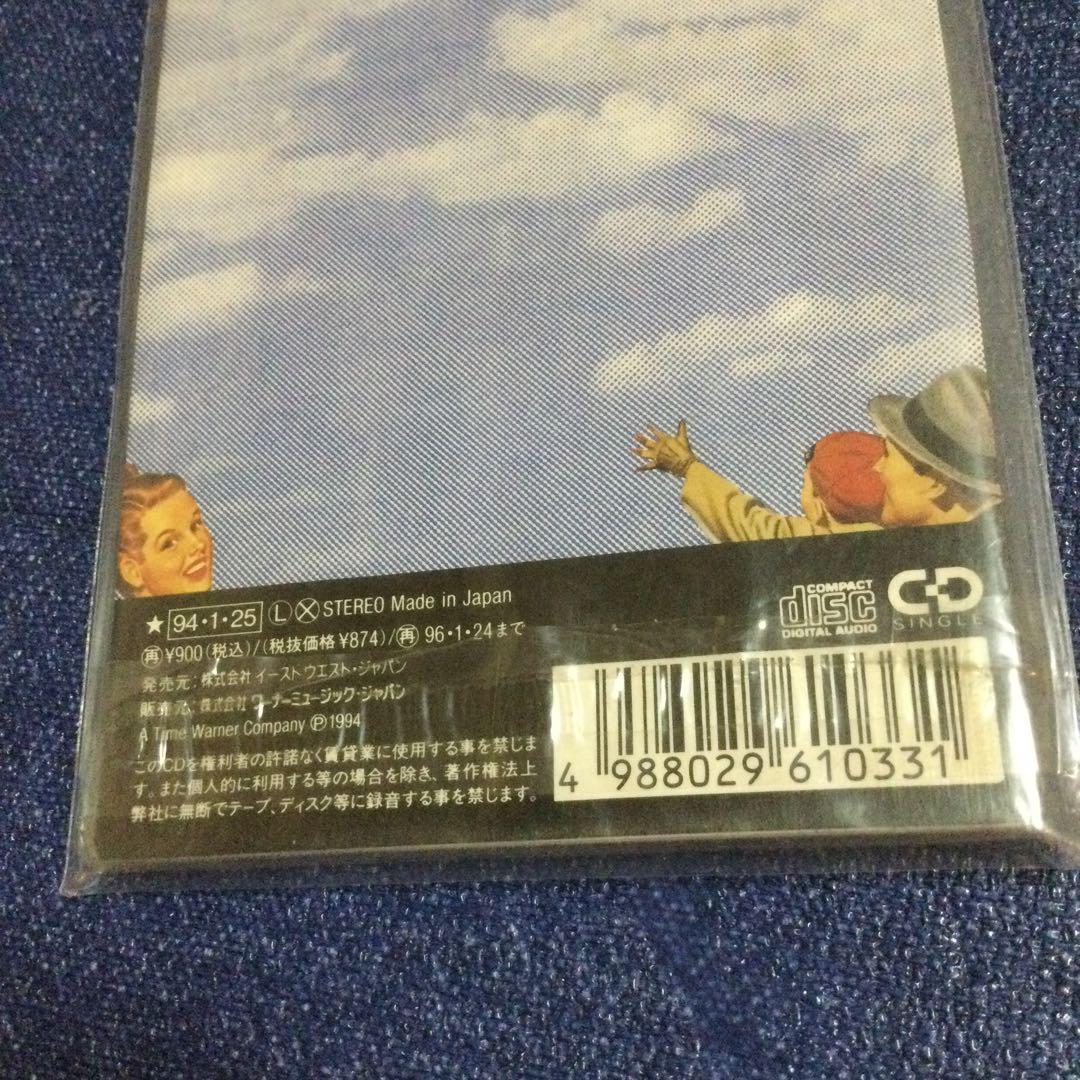 ★ 94・1・25 Ⓛ Ⓧ STEREO Made in Japan
㊞再 ¥900(税込)/(税抜価格¥874)/再 96・1・24まで
発売元：株式会社 イーストウエスト・ジャパン
販売元：株式会社 ワーナーミュージック・ジャパン
A Time Warner Company Ⓟ1994
このCDを権利者の許諾なく賃貸業に使用する事を禁じま
す。また個人的に利用する等の場合を除き、著作権法上
弊社に無断でテープ、ディスク等に録音する事を禁じます。
COMPACT
disc
DIGITAL AUDIO
CD
SINGLE
4 988029 610331